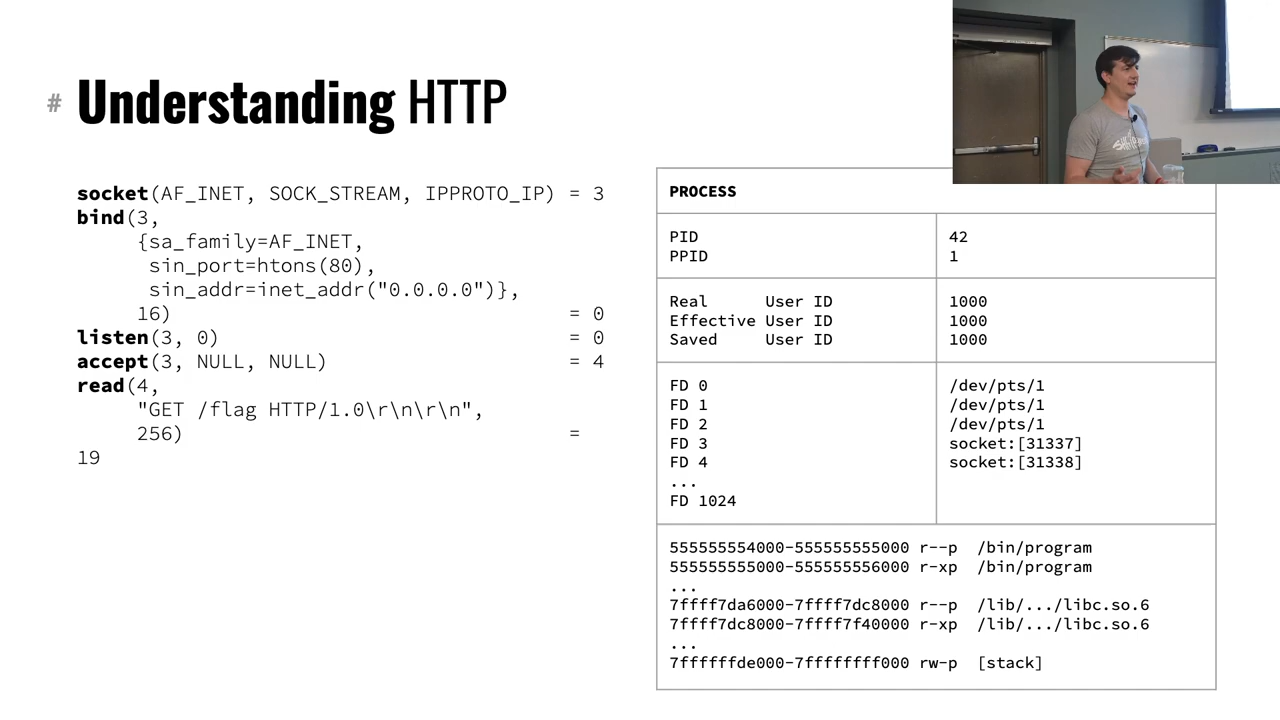 # Understanding HTTP
socket(AF_INET, SOCK_STREAM, IPPROTO_IP) = 3
bind(3,
{sa_family=AF_INET,
sin_port=htons(80),
sin_addr=inet_addr("0.0.0.0")},
16) = 0
listen(3, 0) = 0
accept(3, NULL, NULL) = 4
read(4,
"GET /flag HTTP/1.0\r\n\r\n",
256) =
19
PROCESS
PID 42
PPID 1
Real User ID 1000
Effective User ID 1000
Saved User ID 1000
FD 0 /dev/pts/1
FD 1 /dev/pts/1
FD 2 /dev/pts/1
FD 3 socket:[31337]
FD 4 socket:[31338]
...
FD 1024
555555554000-555555555000 r--p /bin/program
555555555000-555555556000 r-xp /bin/program
...
7ffff7da6000-7ffff7dc8000 r--p /lib/.../libc.so.6
7ffff7dc8000-7ffff7f40000 r-xp /lib/.../libc.so.6
...
7ffffffde000-7ffffffff000 rw-p [stack]